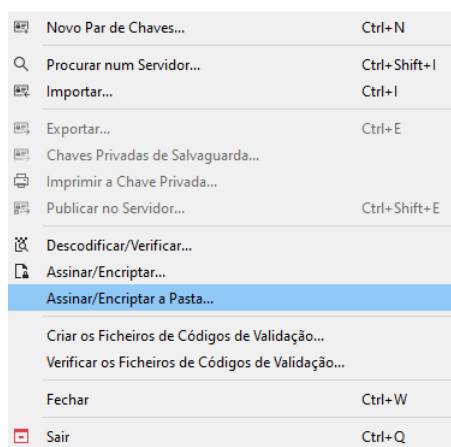 Novo Par de Chaves... Ctrl+N
Procurar num Servidor... Ctrl+Shift+I
Importar... Ctrl+I
Exportar... Ctrl+E
Chaves Privadas de Salvaguarda...
Imprimir a Chave Privada...
Publicar no Servidor... Ctrl+Shift+E
Descodificar/Verificar...
Assinar/Encriptar...
Assinar/Encriptar a Pasta...
Criar os Ficheiros de Códigos de Validação...
Verificar os Ficheiros de Códigos de Validação...
Fechar Ctrl+W
Sair Ctrl+Q